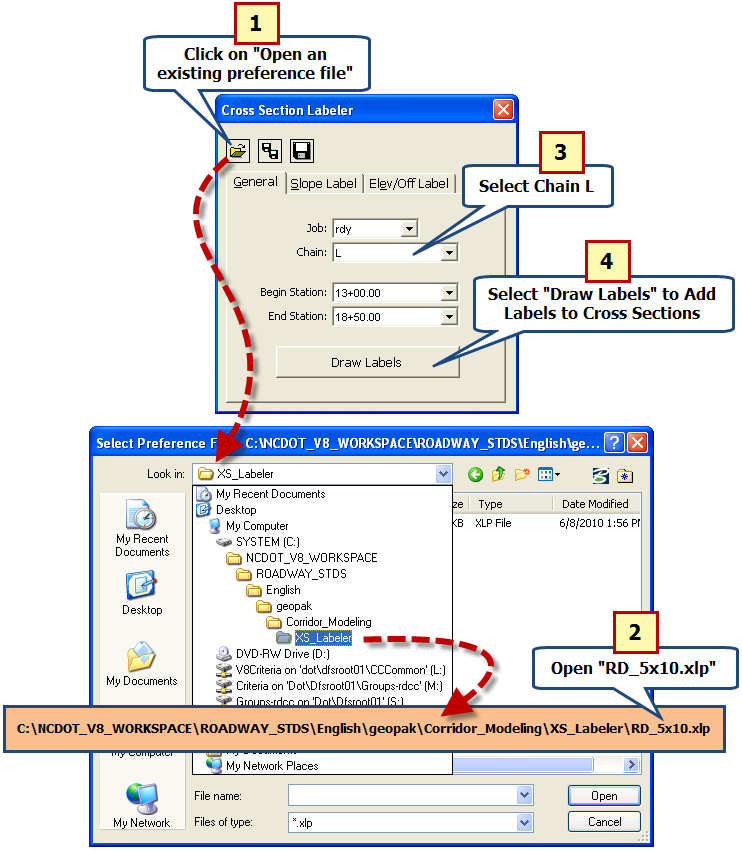 1
Click on "Open an
existing preference file"
Cross Section Labeler
3
Select Chain L
General
Slope Label
Elev/Off Label
Job: rdy
Chain: L
4
Select "Draw Labels" to Add
Labels to Cross Sections
Begin Station: 13+00.00
End Station: 18+50.00
Draw Labels
Select Preference F C:\NCDOT_V8_WORKSPACE\ROADWAY_STDS\English\ge...
Look in: XS_Labeler
My Recent Documents
Desktop
My Computer
SYSTEM (C:)
NCDOT_V8_WORKSPACE
ROADWAY_STDS
English
geopak
Corridor_Modeling
XS_Labeler
DVD-RW Drive (D:)
V8Criteria on 'dot\dfsroot01\CCCommon' (L:)
Criteria on 'Dot\Dfsroot01\Groups-rdcc' (M:)
Groups-rdcc on 'Dot\Dfsroot01' (S:)
ze Type Date Modified
KB XLP File 6/8/2010 1:56 P
My Recent
Documents
Desktop
My Documents
2
Open "RD_5x10.xlp"
C:\NCDOT_V8_WORKSPACE\ROADWAY_STDS\English\geopak\Corridor_Modeling\XS_Labeler\RD_5x10.xlp
My Computer
My Documents
My Network Places
My Network
File name:
Open
Files of type: *.xlp
Cancel